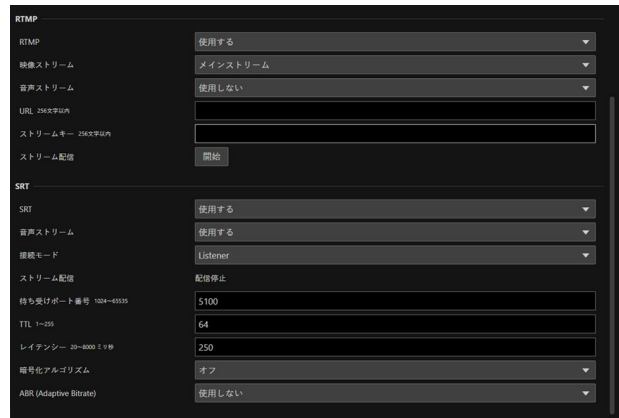 RTMP
RTMP 使用する
映像ストリーム メインストリーム
音声ストリーム 使用しない
URL 256文字以内
ストリームキー 256文字以内
ストリーム配信 開始
SRT
SRT 使用する
音声ストリーム 使用する
接続モード Listener
ストリーム配信 配信停止
待ち受けポート番号 1024~65535 5100
TTL 1~255 64
レイテンシー 20~8000 ミリ秒 250
暗号化アルゴリズム オフ
ABR (Adaptive Bitrate) 使用しない